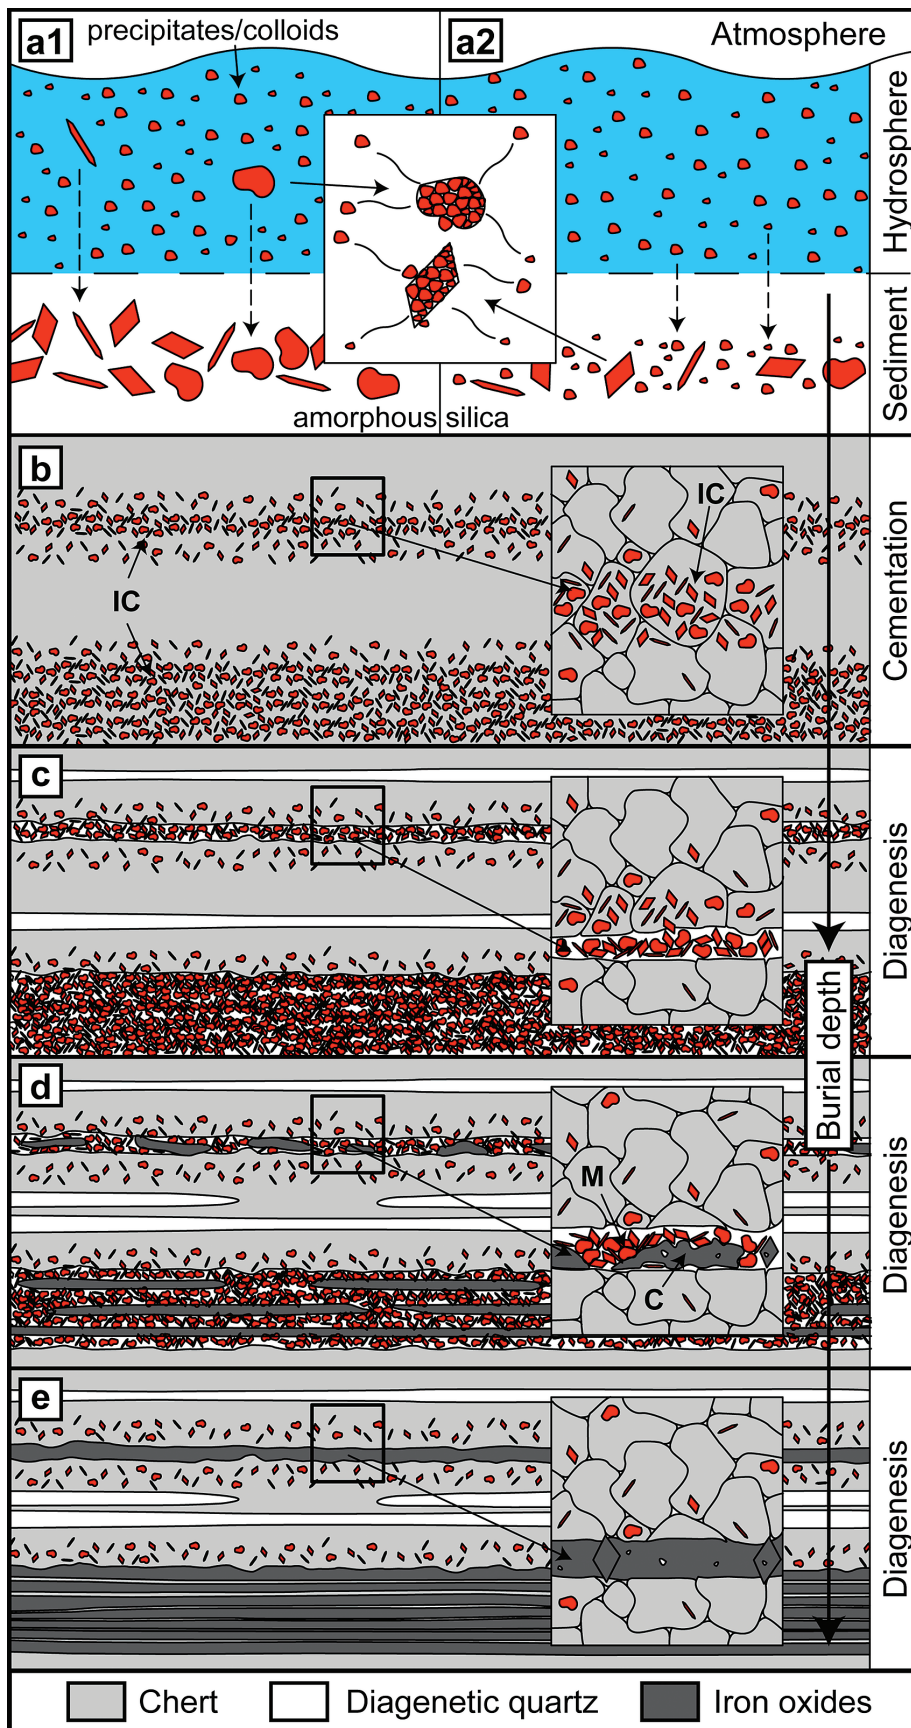 a1
precipitates/colloids
a2
Atmosphere
Hydrosphere
Sediment
amorphous silica
b
IC
IC
Cementation
c
Diagenesis
Burial depth
d
M
C
Diagenesis
e
Diagenesis
Chert
Diagenetic quartz
Iron oxides